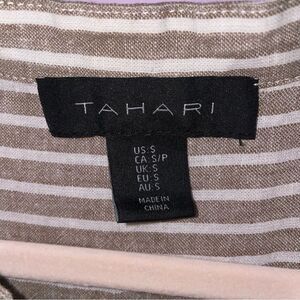 TAHARI
US:S
CA:S/P
UK:S
EU:S
AU:S
MADE IN
CHINA